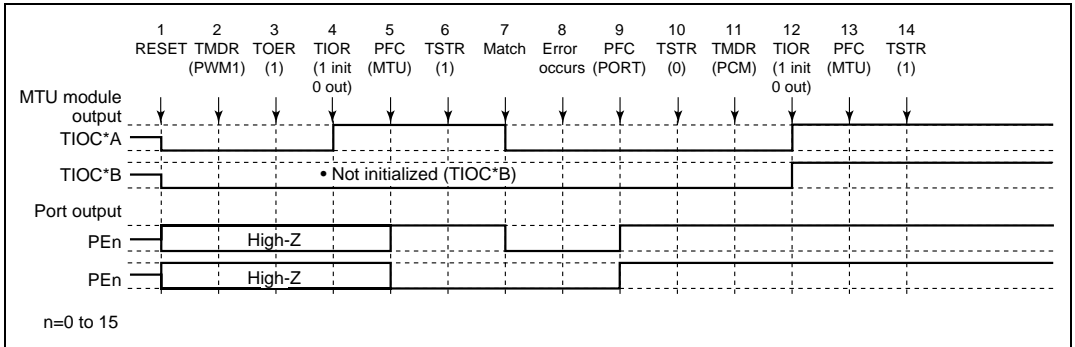 1 2 3 4 5 6 7 8 9 10 11 12 13 14
RESET TMDR TOER TIOR PFC TSTR Match Error PFC TSTR TMDR TIOR PFC TSTR
(PWM1) (1) (1 init (MTU) (1) occurs (PORT) (0) (PCM) (1 init (MTU) (1)
0 out) 0 out)
MTU module
output
TIOC*A
TIOC*B • Not initialized (TIOC*B)
Port output
PEn High-Z
PEn High-Z
n=0 to 15